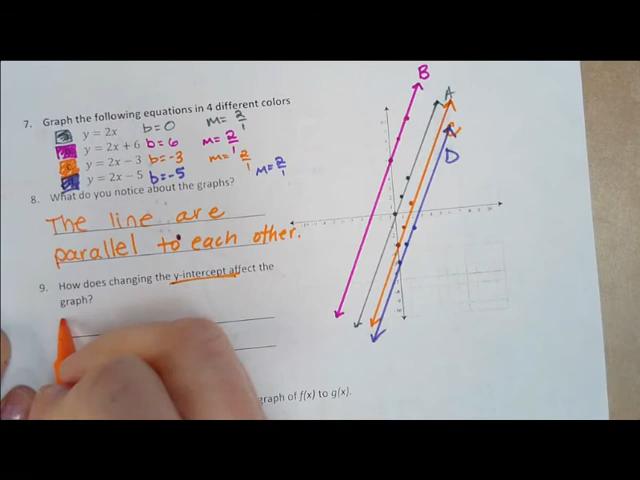 7. Graph the following equations in 4 different colors
y = 2x b=0 m= 2/1
y = 2x + 6 b=6 m= 2/1
y = 2x − 3 b=-3 m= 2/1
y = 2x − 5 b=-5 m= 2/1
8. What do you notice about the graphs?
The line are
parallel to each other.
9. How does changing the y-intercept affect the
graph?
graph of f(x) to g(x).
B
A
C
D